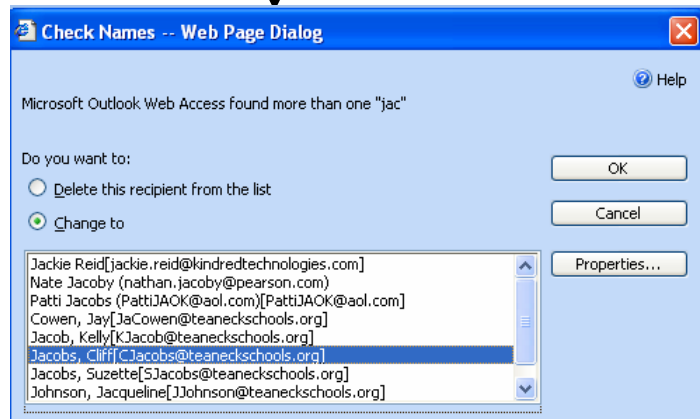 Check Names -- Web Page Dialog
Help
Microsoft Outlook Web Access found more than one "jac"
Do you want to:
Delete this recipient from the list
Change to
OK
Cancel
Properties...
Jackie Reid[jackie.reid@kindredtechnologies.com]
Nate Jacoby (nathan.jacoby@pearson.com)
Patti Jacobs (PattiJAOK@aol.com)[PattiJAOK@aol.com]
Cowen, Jay[JaCowen@teaneckschools.org]
Jacob, Kelly[KJacob@teaneckschools.org]
Jacobs, Cliff[CJacobs@teaneckschools.org]
Jacobs, Suzette[SJacobs@teaneckschools.org]
Johnson, Jacqueline[JJohnson@teaneckschools.org]